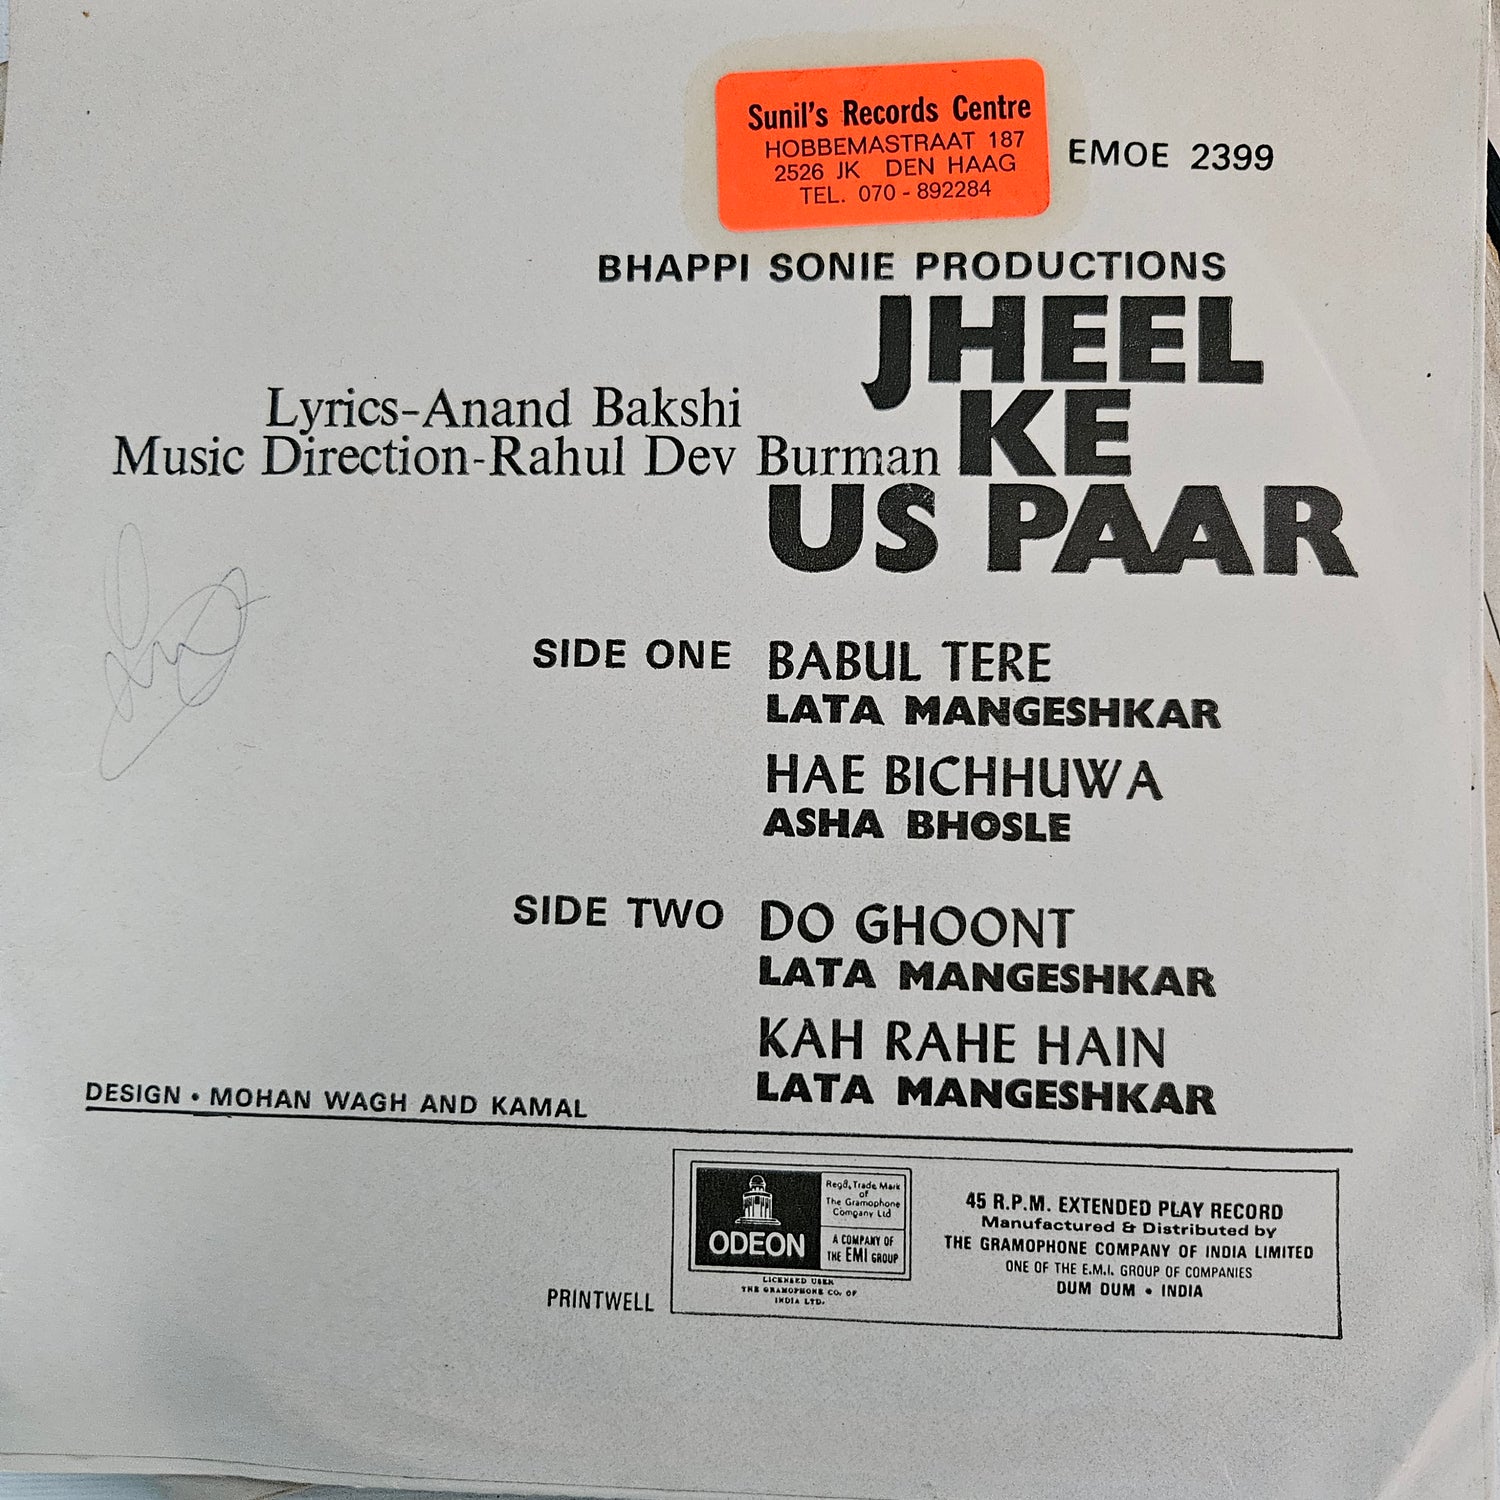 Sunil's Records Centre
HOBBEMASTRAAT 187
2526 JK DEN HAAG
TEL. 070 - 892284
EMOE 2399
BHAPPI SONIE PRODUCTIONS
JHEEL
KE
US PAAR
Lyrics-Anand Bakshi
Music Direction-Rahul Dev Burman
SIDE ONE
BABUL TERE
LATA MANGESHKAR
HAE BICHHUWA
ASHA BHOSLE
SIDE TWO
DO GHOONT
LATA MANGESHKAR
KAH RAHE HAIN
LATA MANGESHKAR
DESIGN • MOHAN WAGH AND KAMAL
PRINTWELL
ODEON
Regd. Trade Mark
of
The Gramophone
Company Ltd
A COMPANY OF
THE EMI GROUP
LICENSED USER
THE GRAMOPHONE CO. OF
INDIA LTD.
45 R.P.M. EXTENDED PLAY RECORD
Manufactured & Distributed by
THE GRAMOPHONE COMPANY OF INDIA LIMITED
ONE OF THE E.M.I. GROUP OF COMPANIES
DUM DUM • INDIA